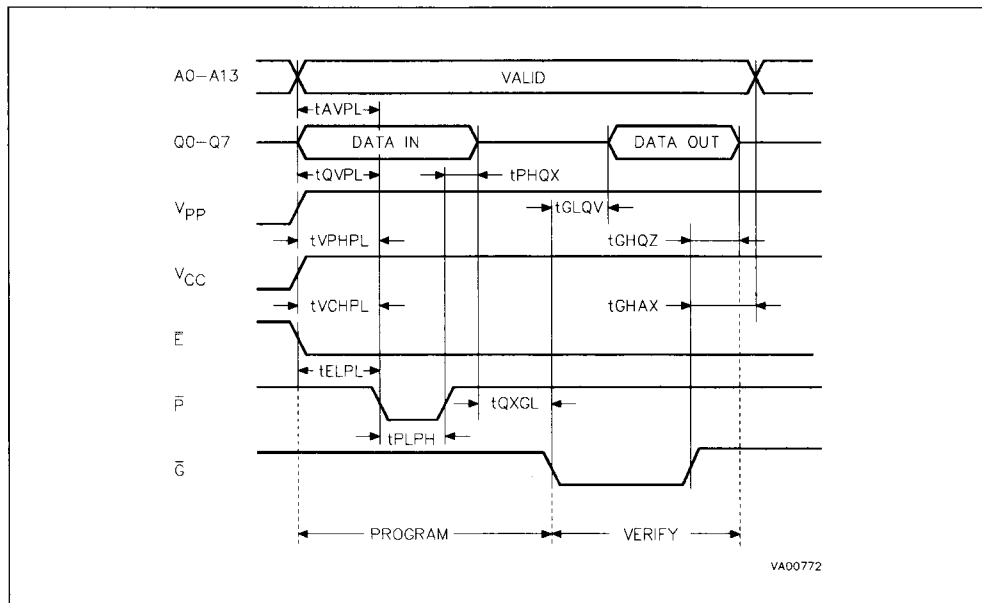 A0-A13
VALID
tAVPL
Q0-Q7
DATA IN
DATA OUT
tQVPL
tPHQX
VPP
tGLQV
tVPHPL
tGHQZ
VCC
tVCHPL
tGHAX
E̅
tELPL
P̅
tQXGL
tPLPH
G̅
PROGRAM
VERIFY
VA00772